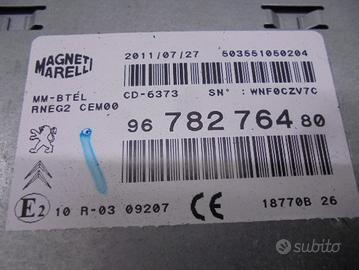 MAGNETI MARELLI
2011/07/27 503551050204
MM-BTEL CD-6373 SN° : WNF0CZV7C
RNEG2 CEM00
96 782 764 80
E2 10 R-03 09207 CE 18770B 26
subito